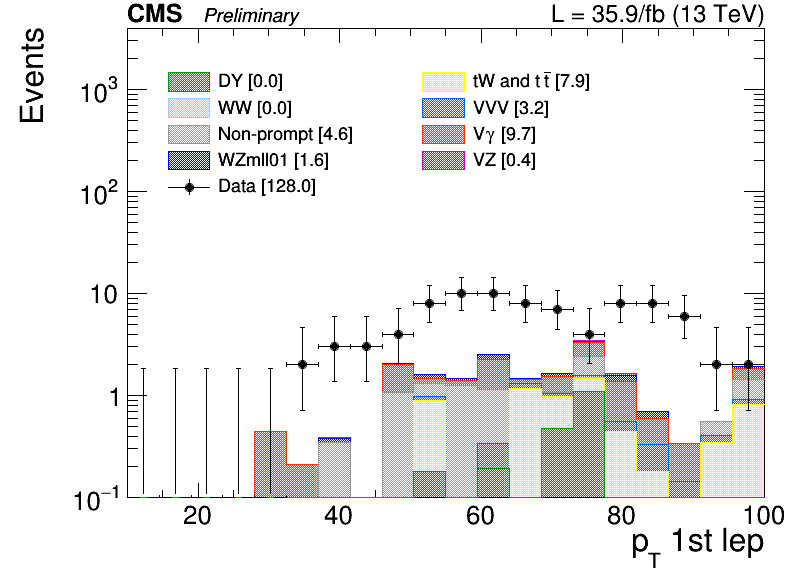 CMS Preliminary L = 35.9/fb (13 TeV)
Events
10³
10²
10
1
10⁻¹
DY [0.0]
WW [0.0]
Non-prompt [4.6]
WZmll01 [1.6]
Data [128.0]
tW and t t̄ [7.9]
VVV [3.2]
Vγ [9.7]
VZ [0.4]
20 40 60 80 100
p_T 1st lep